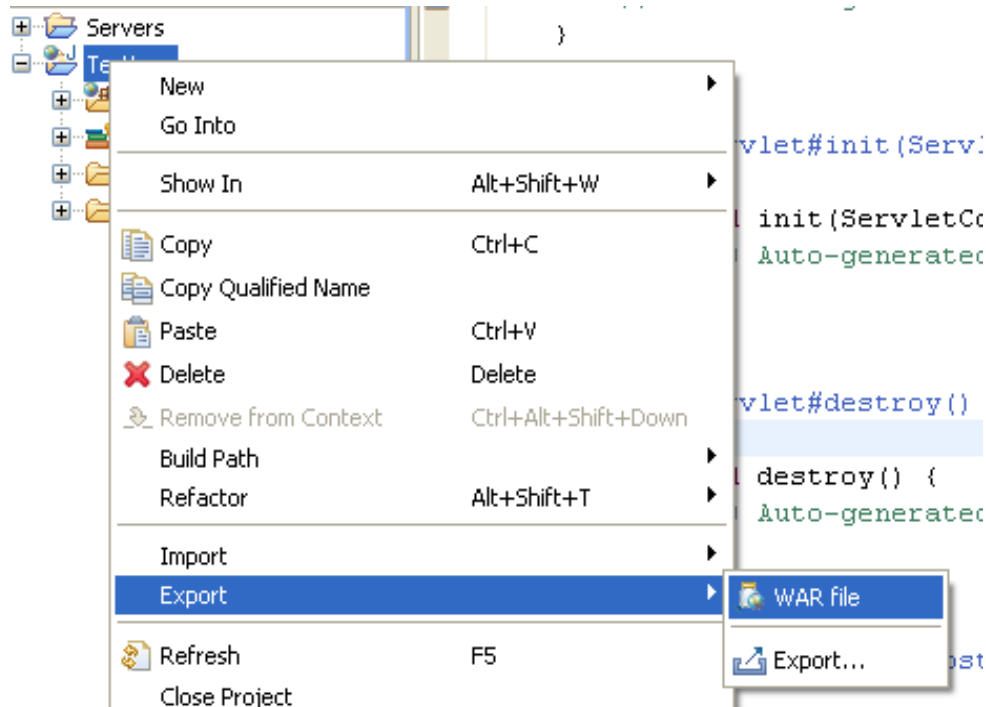 Servers
}
New
Go Into
vlet#init(Serv
Show In Alt+Shift+W
init(ServletCo
Copy Ctrl+C
Auto-generated
Copy Qualified Name
Paste Ctrl+V
Delete Delete
vlet#destroy()
Remove from Context Ctrl+Alt+Shift+Down
Build Path
destroy() {
Refactor Alt+Shift+T
Auto-generated
Import
Export
WAR file
Refresh F5
Export...
Close Project